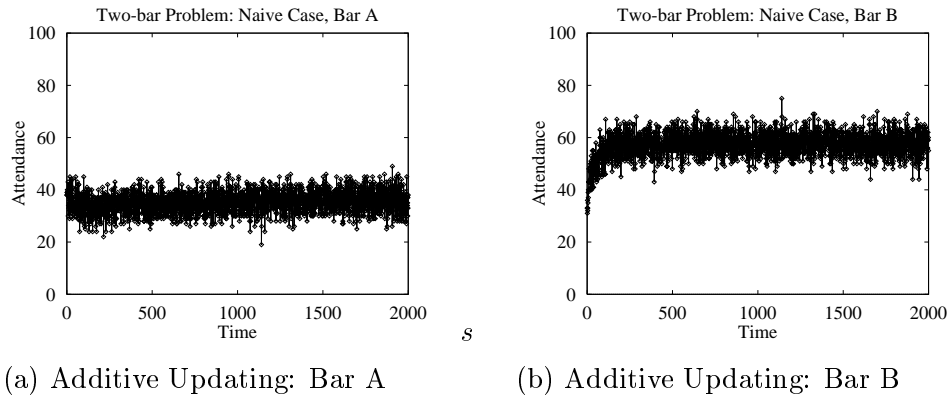 Two-bar Problem: Naive Case, Bar A
100
80
60
40
20
0
Attendance
0 500 1000 1500 2000
Time
s
Two-bar Problem: Naive Case, Bar B
100
80
60
40
20
0
Attendance
0 500 1000 1500 2000
Time
(a) Additive Updating: Bar A
(b) Additive Updating: Bar B